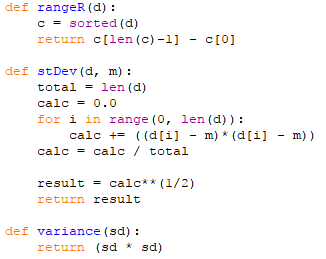 def rangeR(d):
    c = sorted(d)
    return c[len(c)-1] - c[0]

def stDev(d, m):
    total = len(d)
    calc = 0.0
    for i in range(0, len(d)):
        calc += ((d[i] - m)*(d[i] - m))
    calc = calc / total

    result = calc**(1/2)
    return result

def variance(sd):
    return (sd * sd)